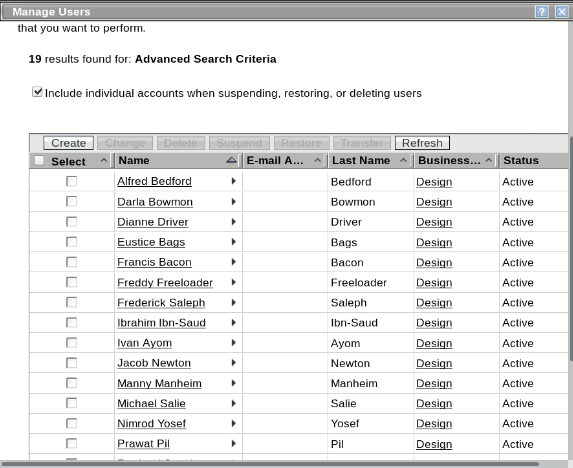 Manage Users
that you want to perform.
19 results found for: Advanced Search Criteria
Include individual accounts when suspending, restoring, or deleting users
Create Change Delete Suspend Restore Transfer Refresh
Select Name E-mail A... Last Name Business... Status
Alfred Bedford Bedford Design Active
Darla Bowmon Bowmon Design Active
Dianne Driver Driver Design Active
Eustice Bags Bags Design Active
Francis Bacon Bacon Design Active
Freddy Freeloader Freeloader Design Active
Frederick Saleph Saleph Design Active
Ibrahim Ibn-Saud Ibn-Saud Design Active
Ivan Ayom Ayom Design Active
Jacob Newton Newton Design Active
Manny Manheim Manheim Design Active
Michael Salie Salie Design Active
Nimrod Yosef Yosef Design Active
Prawat Pil Pil Design Active